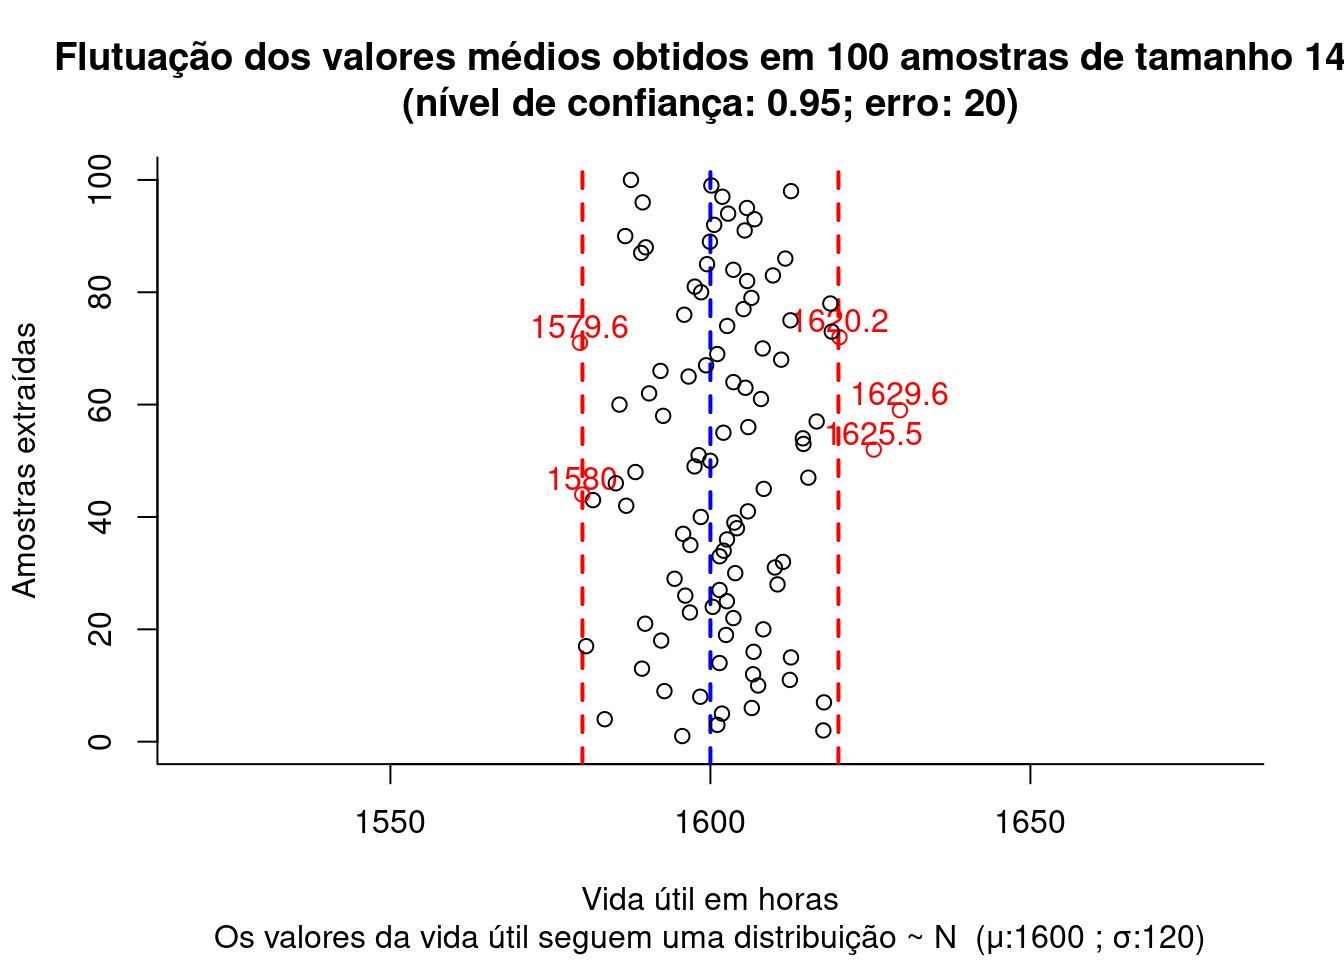 Flutuação dos valores médios obtidos em 100 amostras de tamanho 14
(nível de confiança: 0.95; erro: 20)
Amostras extraídas
100
80
60
40
20
0
1579.6
1620.2
1629.6
1625.5
1580
1550
1600
1650
Vida útil em horas
Os valores da vida útil seguem uma distribuição ~ N (μ:1600 ; σ:120)